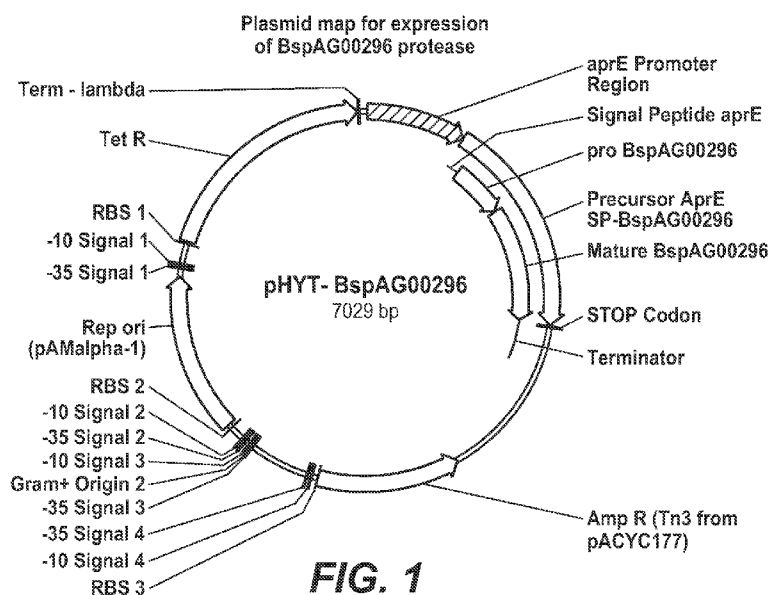 Plasmid map for expression
of BspAG00296 protease
Term - lambda
Tet R
RBS 1
-10 Signal 1
-35 Signal 1
Rep ori
(pAMalpha-1)
RBS 2
-10 Signal 2
-35 Signal 2
-10 Signal 3
Gram+ Origin 2
-35 Signal 3
-35 Signal 4
-10 Signal 4
RBS 3
pHYT- BspAG00296
7029 bp
aprE Promoter
Region
Signal Peptide aprE
pro BspAG00296
Precursor AprE
SP-BspAG00296
Mature BspAG00296
STOP Codon
Terminator
Amp R (Tn3 from
pACYC177)
FIG. 1